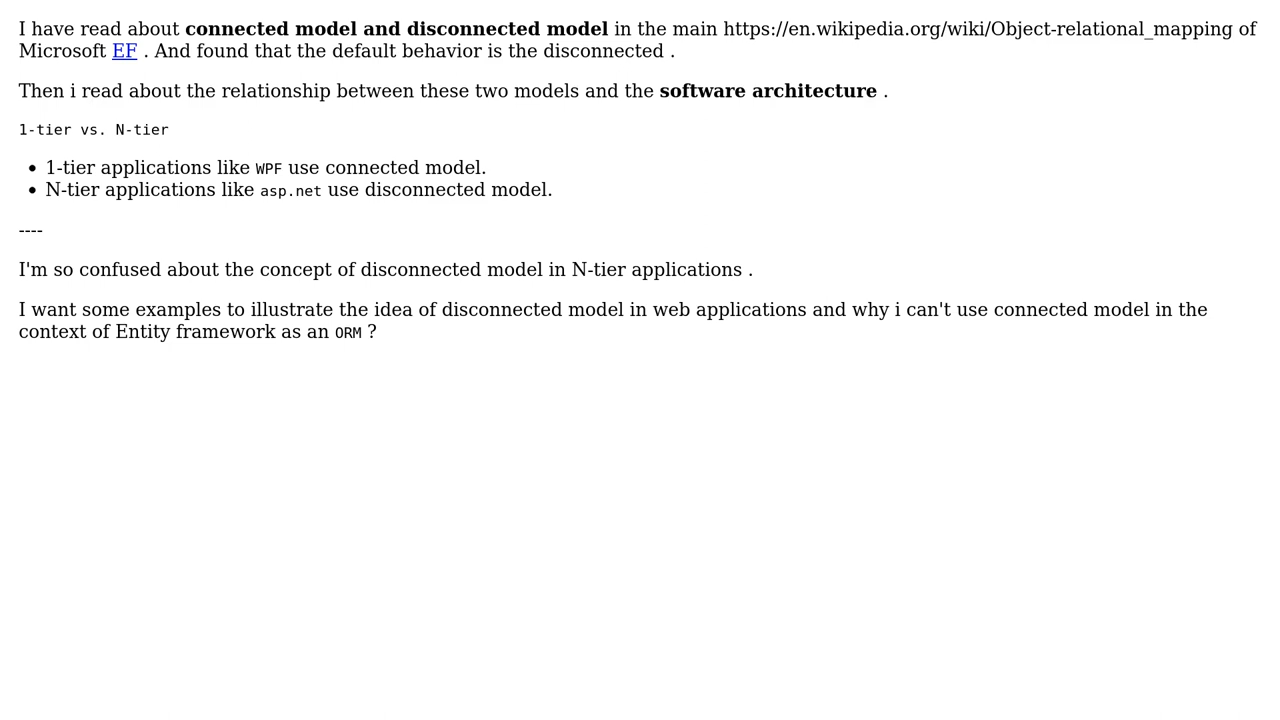 I have read about connected model and disconnected model in the main https://en.wikipedia.org/wiki/Object-relational_mapping of
Microsoft EF . And found that the default behavior is the disconnected .
Then i read about the relationship between these two models and the software architecture .
1-tier vs. N-tier
• 1-tier applications like WPF use connected model.
• N-tier applications like asp.net use disconnected model.
----
I'm so confused about the concept of disconnected model in N-tier applications .
I want some examples to illustrate the idea of disconnected model in web applications and why i can't use connected model in the
context of Entity framework as an ORM ?